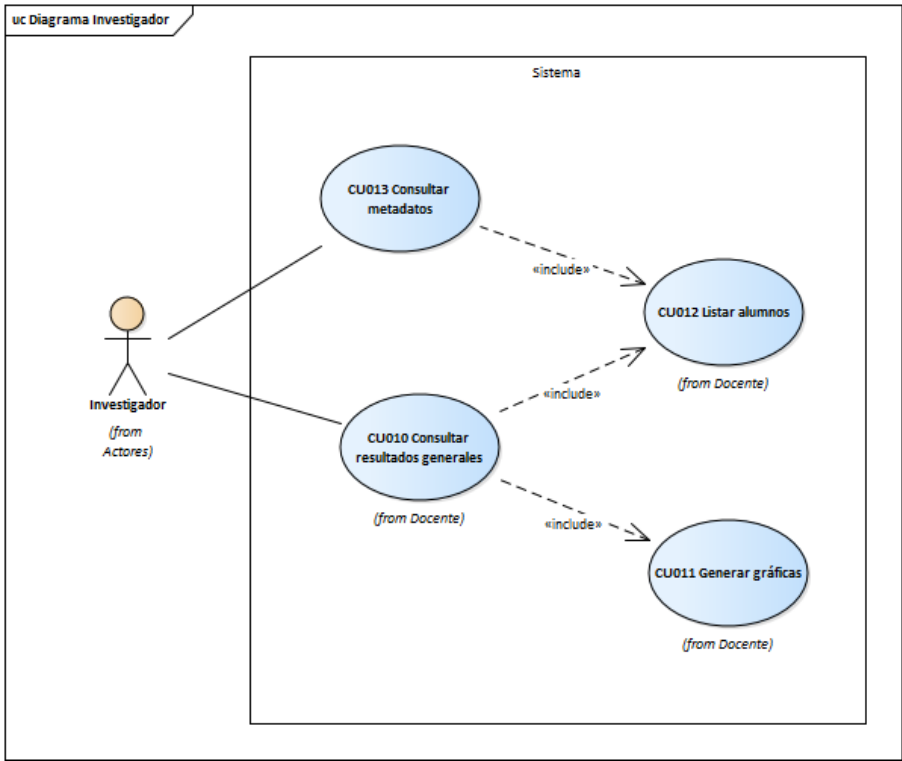 uc Diagrama Investigador
Sistema
CU013 Consultar
metadatos
«include»
CU012 Listar alumnos
(from Docente)
Investigador
(from
Actores)
«include»
CU010 Consultar
resultados generales
(from Docente)
«include»
CU011 Generar gráficas
(from Docente)